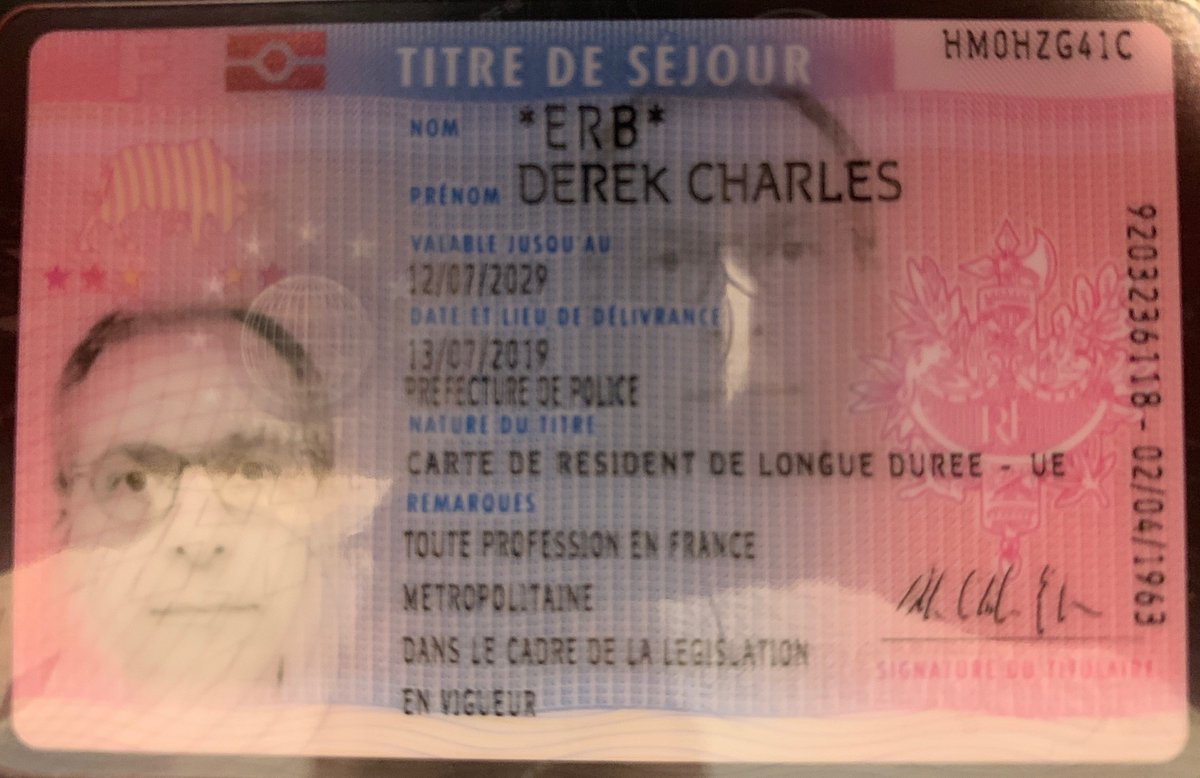 TITRE DE SÉJOUR
HM0HZG41C
NOM *ERB*
PRÉNOM DEREK CHARLES
VALABLE JUSQU'AU
12/07/2029
DATE ET LIEU DE DÉLIVRANCE
13/07/2019
PREFECTURE DE POLICE
NATURE DU TITRE
CARTE DE RESIDENT DE LONGUE DUREE - UE
REMARQUES
TOUTE PROFESSION EN FRANCE
METROPOLITAINE
DANS LE CADRE DE LA LEGISLATION
EN VIGUEUR
SIGNATURE DU TITULAIRE
9203236118 - 02/04/1963
RF